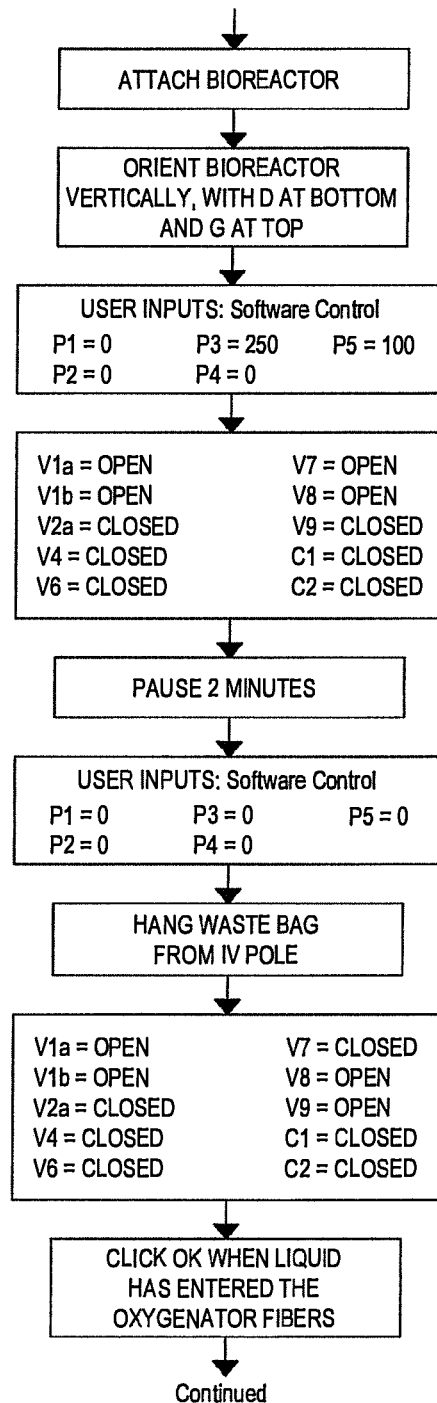 ATTACH BIOREACTOR
ORIENT BIOREACTOR
VERTICALLY, WITH D AT BOTTOM
AND G AT TOP
USER INPUTS: Software Control
P1 = 0 P3 = 250 P5 = 100
P2 = 0 P4 = 0
V1a = OPEN V7 = OPEN
V1b = OPEN V8 = OPEN
V2a = CLOSED V9 = CLOSED
V4 = CLOSED C1 = CLOSED
V6 = CLOSED C2 = CLOSED
PAUSE 2 MINUTES
USER INPUTS: Software Control
P1 = 0 P3 = 0 P5 = 0
P2 = 0 P4 = 0
HANG WASTE BAG
FROM IV POLE
V1a = OPEN V7 = CLOSED
V1b = OPEN V8 = OPEN
V2a = CLOSED V9 = OPEN
V4 = CLOSED C1 = CLOSED
V6 = CLOSED C2 = CLOSED
CLICK OK WHEN LIQUID
HAS ENTERED THE
OXYGENATOR FIBERS
Continued